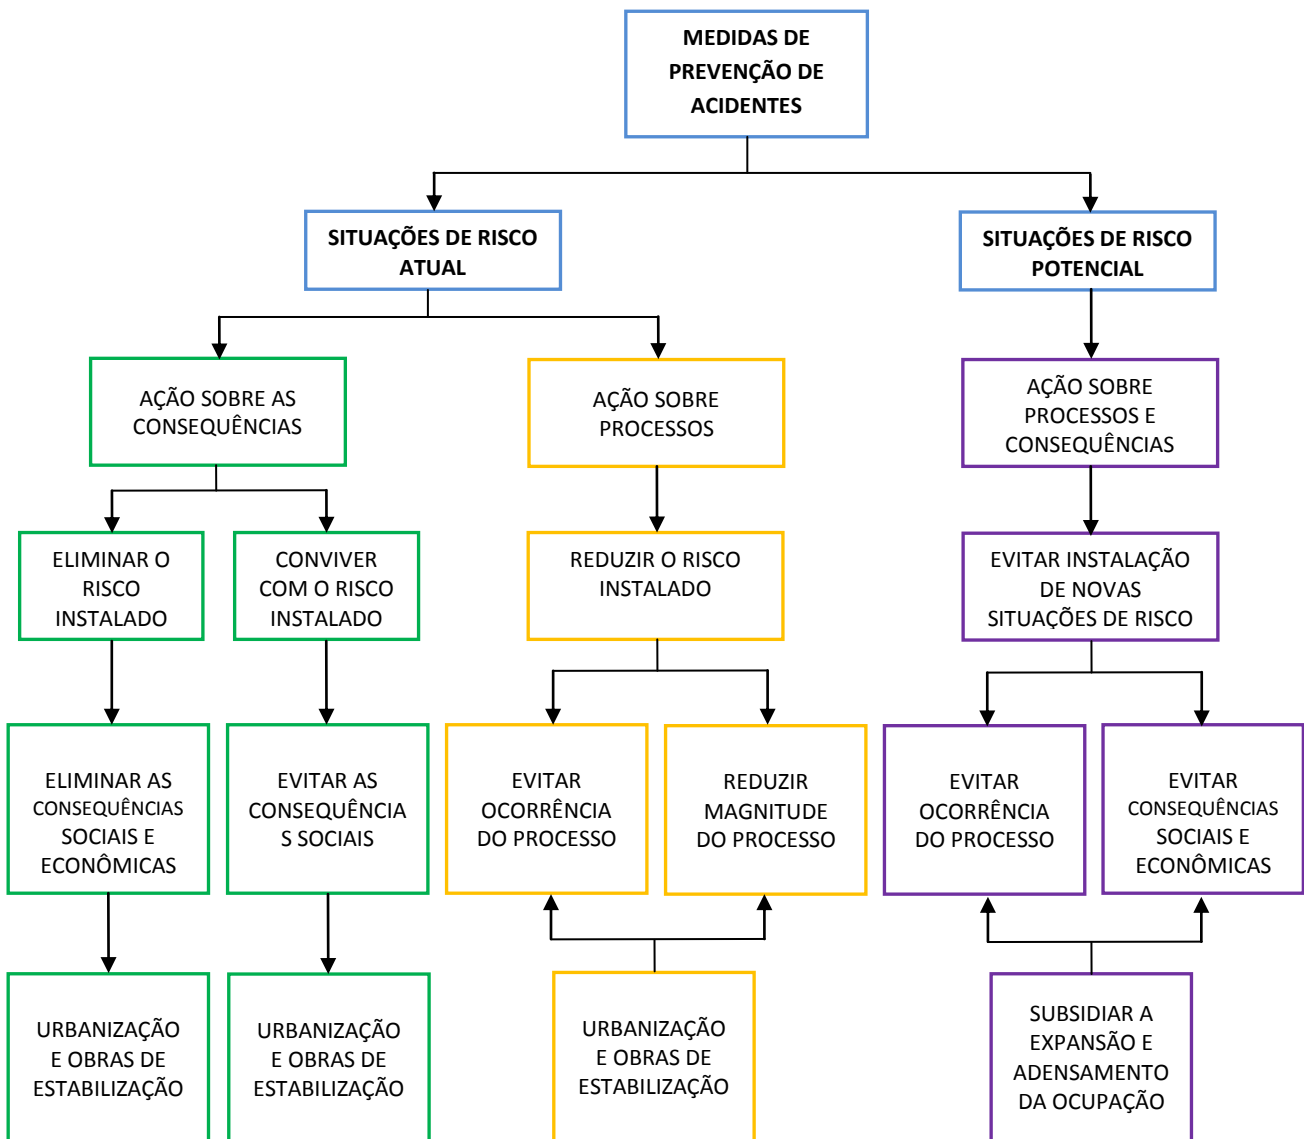 MEDIDAS DE
PREVENÇÃO DE
ACIDENTES
SITUAÇÕES DE RISCO
ATUAL
SITUAÇÕES DE RISCO
POTENCIAL
AÇÃO SOBRE AS
CONSEQUÊNCIAS
AÇÃO SOBRE
PROCESSOS
AÇÃO SOBRE
PROCESSOS E
CONSEQUÊNCIAS
ELIMINAR O
RISCO
INSTALADO
CONVIVER
COM O RISCO
INSTALADO
REDUZIR O RISCO
INSTALADO
EVITAR INSTALAÇÃO
DE NOVAS
SITUAÇÕES DE RISCO
ELIMINAR AS
CONSEQUÊNCIAS
SOCIAIS E
ECONÔMICAS
EVITAR AS
CONSEQUÊNCIA
S SOCIAIS
EVITAR
OCORRÊNCIA
DO PROCESSO
REDUZIR
MAGNITUDE
DO PROCESSO
EVITAR
OCORRÊNCIA
DO PROCESSO
EVITAR
CONSEQUÊNCIAS
SOCIAIS E
ECONÔMICAS
URBANIZAÇÃO
E OBRAS DE
ESTABILIZAÇÃO
URBANIZAÇÃO
E OBRAS DE
ESTABILIZAÇÃO
URBANIZAÇÃO
E OBRAS DE
ESTABILIZAÇÃO
SUBSIDIAR A
EXPANSÃO E
ADENSAMENTO
DA OCUPAÇÃO